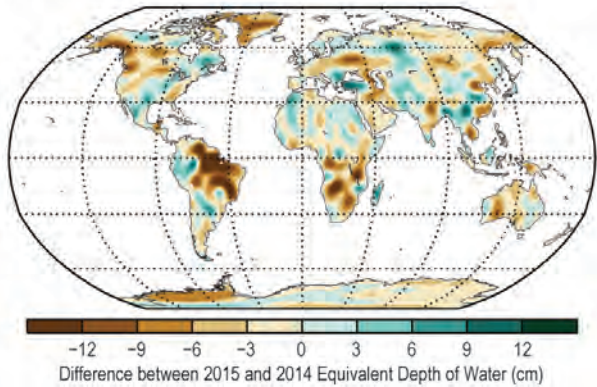 −12 −9 −6 −3 0 3 6 9 12
Difference between 2015 and 2014 Equivalent Depth of Water (cm)